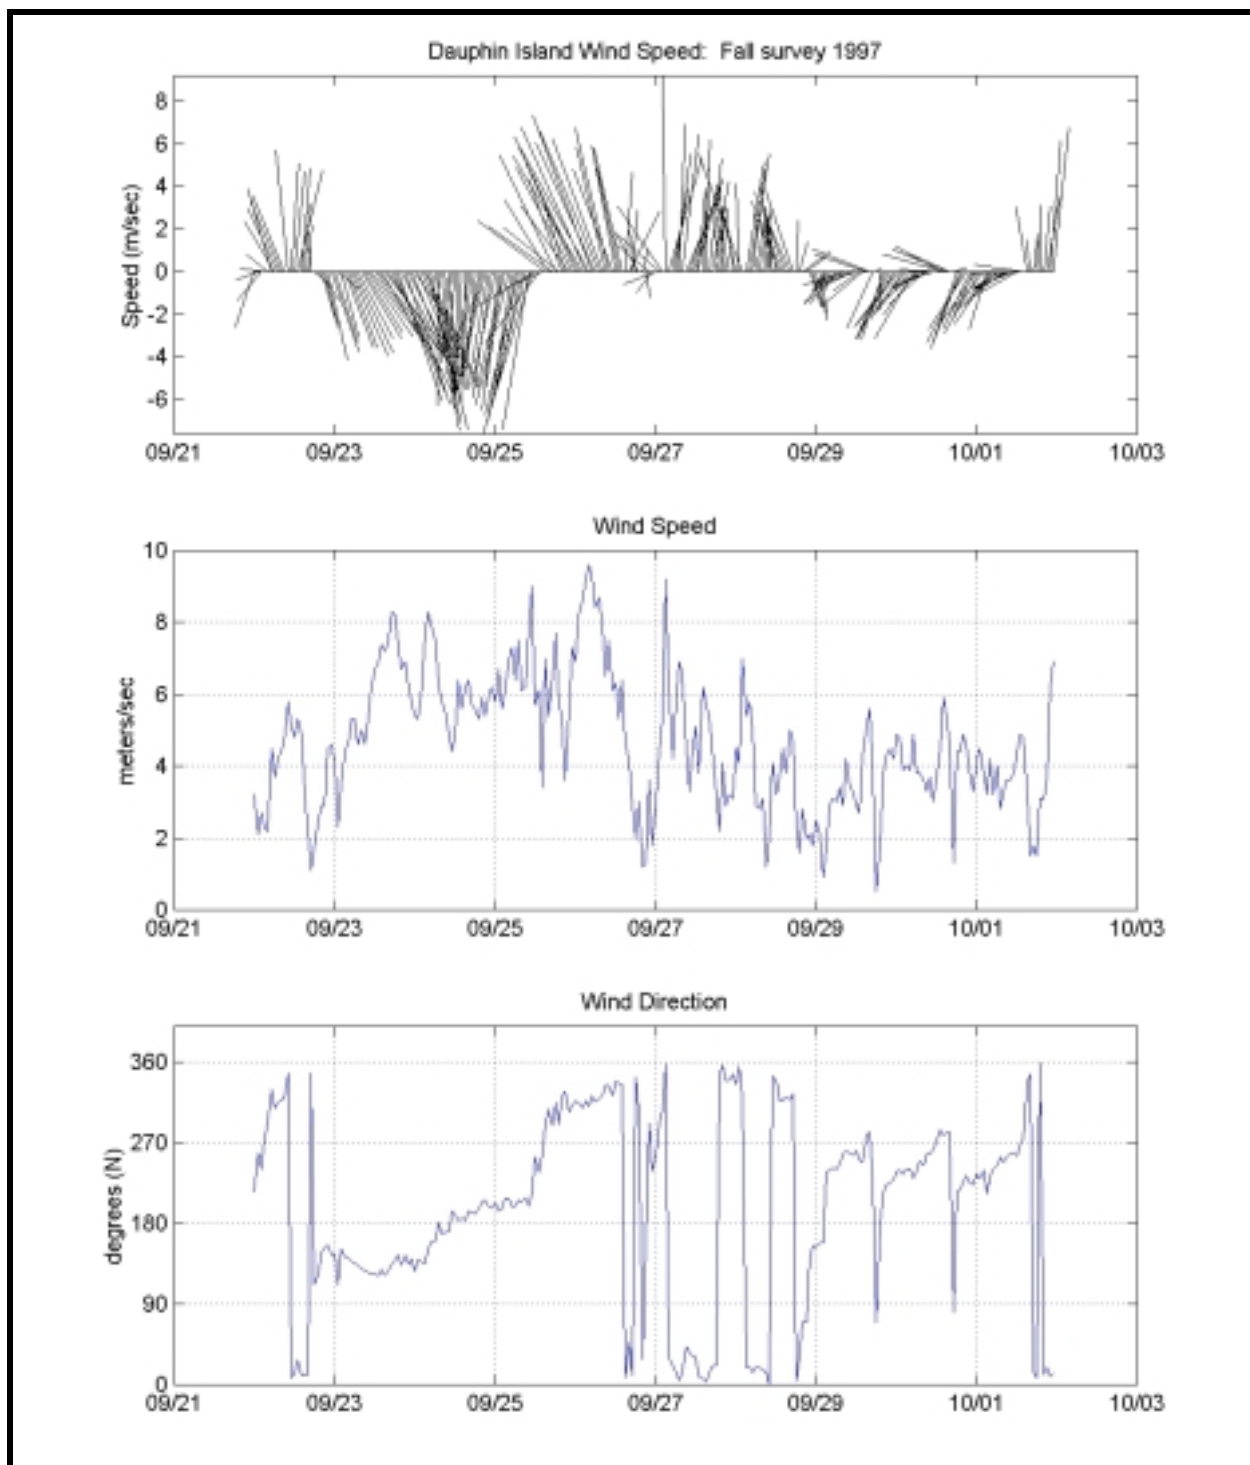 Dauphin Island Wind Speed: Fall survey 1997
8
6
4
2
0
-2
-4
-6
Speed (m/sec)
09/21 09/23 09/25 09/27 09/29 10/01 10/03
Wind Speed
10
8
6
4
2
0
meters/sec
09/21 09/23 09/25 09/27 09/29 10/01 10/03
Wind Direction
360
270
180
90
0
degrees (N)
09/21 09/23 09/25 09/27 09/29 10/01 10/03